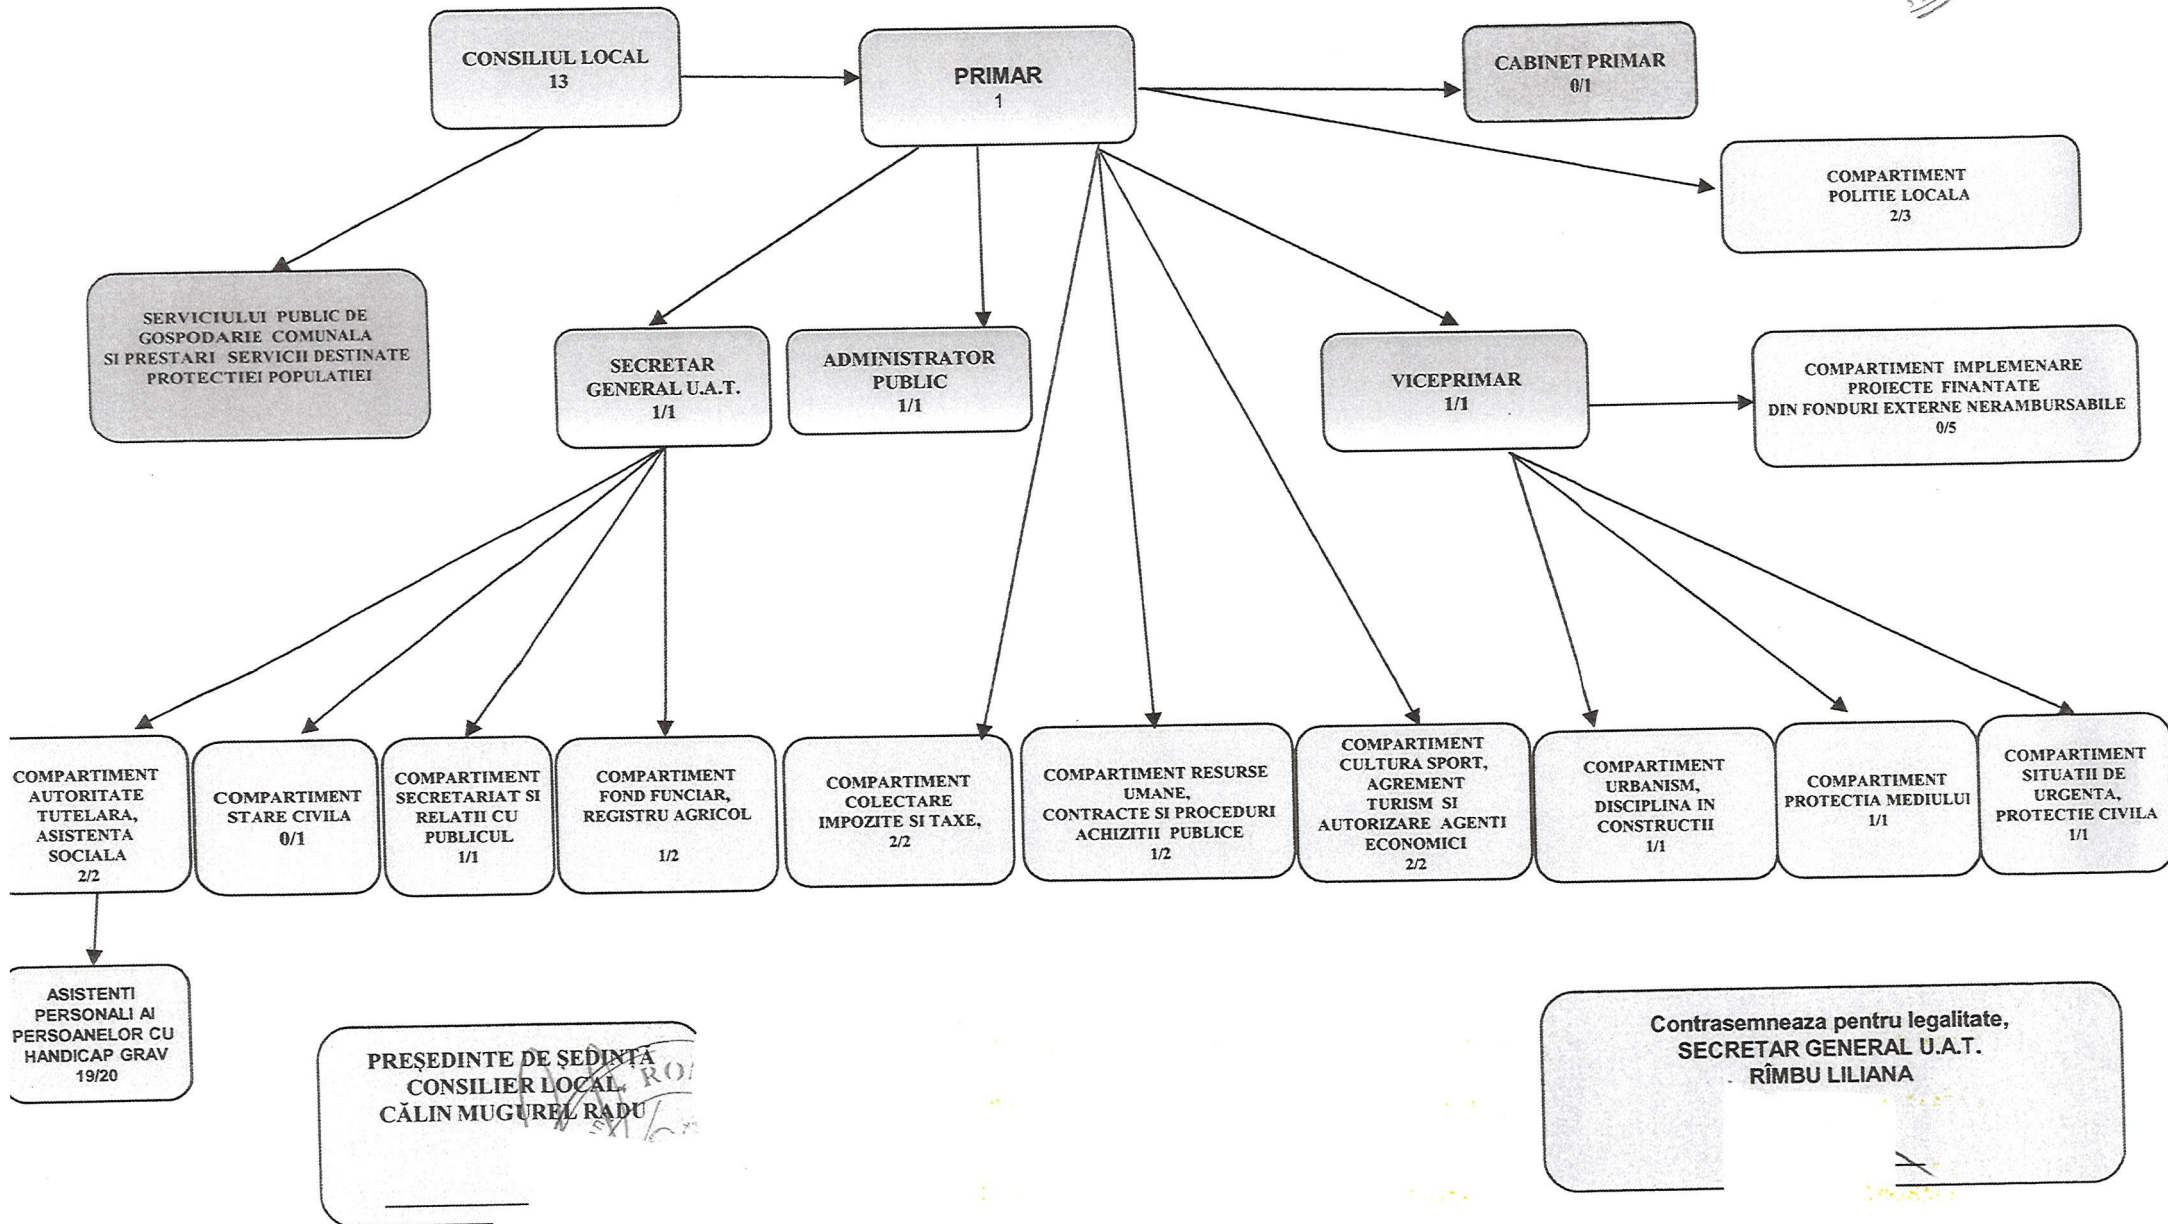 CONSILIUL LOCAL
13
PRIMAR
1
CABINET PRIMAR
0/1
COMPARTIMENT
POLITIE LOCALA
2/3
SERVICIULUI PUBLIC DE
GOSPODARIE COMUNALA
SI PRESTARI SERVICII DESTINATE
PROTECTIEI POPULATIEI
SECRETAR
GENERAL U.A.T.
1/1
ADMINISTRATOR
PUBLIC
1/1
VICEPRIMAR
1/1
COMPARTIMENT IMPLEMENARE
PROIECTE FINANTATE
DIN FONDURI EXTERNE NERAMBURSABILE
0/5
COMPARTIMENT
AUTORITATE
TUTELARA,
ASISTENTA
SOCIALA
2/2
COMPARTIMENT
STARE CIVILA
0/1
COMPARTIMENT
SECRETARIAT SI
RELATII CU
PUBLICUL
1/1
COMPARTIMENT
FOND FUNCIAR,
REGISTRU AGRICOL
1/2
COMPARTIMENT
COLECTARE
IMPOZITE SI TAXE,
2/2
COMPARTIMENT RESURSE
UMANE,
CONTRACTE SI PROCEDURI
ACHIZITII PUBLICE
1/2
COMPARTIMENT
CULTURA SPORT,
AGREMENT
TURISM SI
AUTORIZARE AGENTI
ECONOMICI
2/2
COMPARTIMENT
URBANISM,
DISCIPLINA IN
CONSTRUCTII
1/1
COMPARTIMENT
PROTECTIA MEDIULUI
1/1
COMPARTIMENT
SITUATII DE
URGENTA,
PROTECTIE CIVILA
1/1
ASISTENTI
PERSONALI AI
PERSOANELOR CU
HANDICAP GRAV
19/20
PREȘEDINTE DE ȘEDINȚĂ
CONSILIER LOCAL,
CĂLIN MUGUREL RADU
Contrasemneaza pentru legalitate,
SECRETAR GENERAL U.A.T.
RÎMBU LILIANA